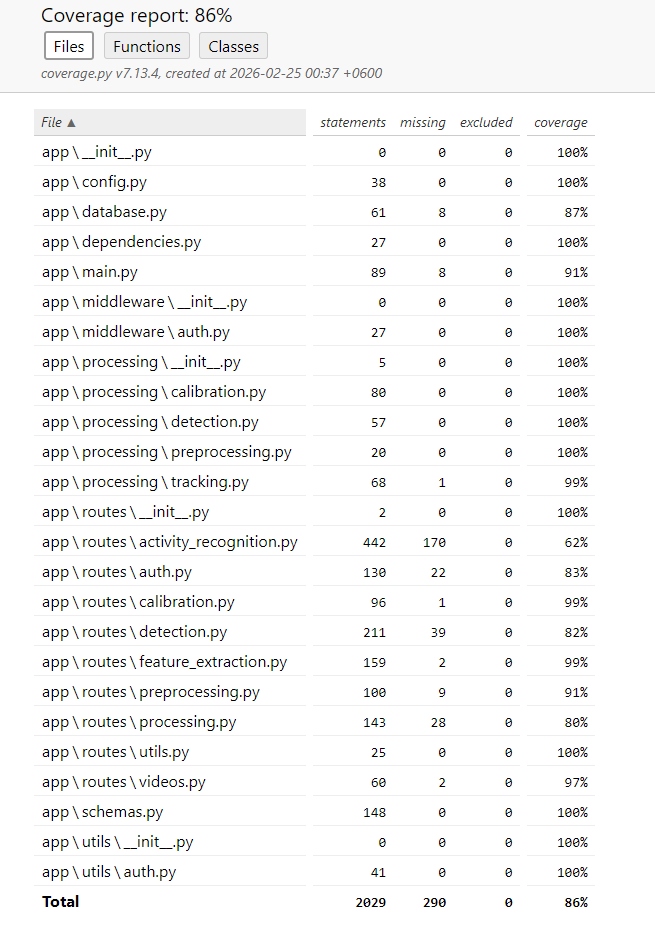 Coverage report: 86%
Files Functions Classes
coverage.py v7.13.4, created at 2026-02-25 00:37 +0600
File ▲ statements missing excluded coverage
app \ __init__.py 0 0 0 100%
app \ config.py 38 0 0 100%
app \ database.py 61 8 0 87%
app \ dependencies.py 27 0 0 100%
app \ main.py 89 8 0 91%
app \ middleware \ __init__.py 0 0 0 100%
app \ middleware \ auth.py 27 0 0 100%
app \ processing \ __init__.py 5 0 0 100%
app \ processing \ calibration.py 80 0 0 100%
app \ processing \ detection.py 57 0 0 100%
app \ processing \ preprocessing.py 20 0 0 100%
app \ processing \ tracking.py 68 1 0 99%
app \ routes \ __init__.py 2 0 0 100%
app \ routes \ activity_recognition.py 442 170 0 62%
app \ routes \ auth.py 130 22 0 83%
app \ routes \ calibration.py 96 1 0 99%
app \ routes \ detection.py 211 39 0 82%
app \ routes \ feature_extraction.py 159 2 0 99%
app \ routes \ preprocessing.py 100 9 0 91%
app \ routes \ processing.py 143 28 0 80%
app \ routes \ utils.py 25 0 0 100%
app \ routes \ videos.py 60 2 0 97%
app \ schemas.py 148 0 0 100%
app \ utils \ __init__.py 0 0 0 100%
app \ utils \ auth.py 41 0 0 100%
Total 2029 290 0 86%